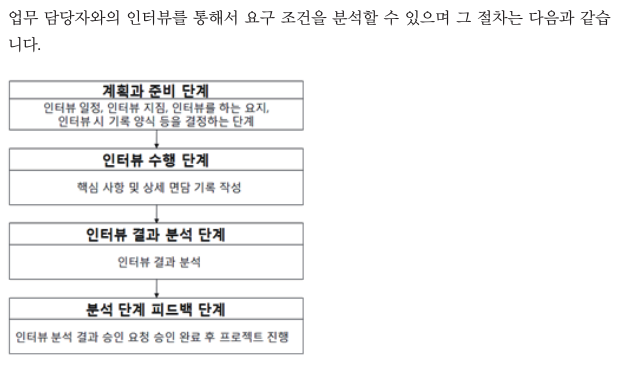 업무 담당자와의 인터뷰를 통해서 요구 조건을 분석할 수 있으며 그 절차는 다음과 같습
니다.
계획과 준비 단계
인터뷰 일정, 인터뷰 지침, 인터뷰를 하는 요지,
인터뷰 시 기록 양식 등을 결정하는 단계
인터뷰 수행 단계
핵심 사항 및 상세 면담 기록 작성
인터뷰 결과 분석 단계
인터뷰 결과 분석
분석 단계 피드백 단계
인터뷰 분석 결과 승인 요청 승인 완료 후 프로젝트 진행